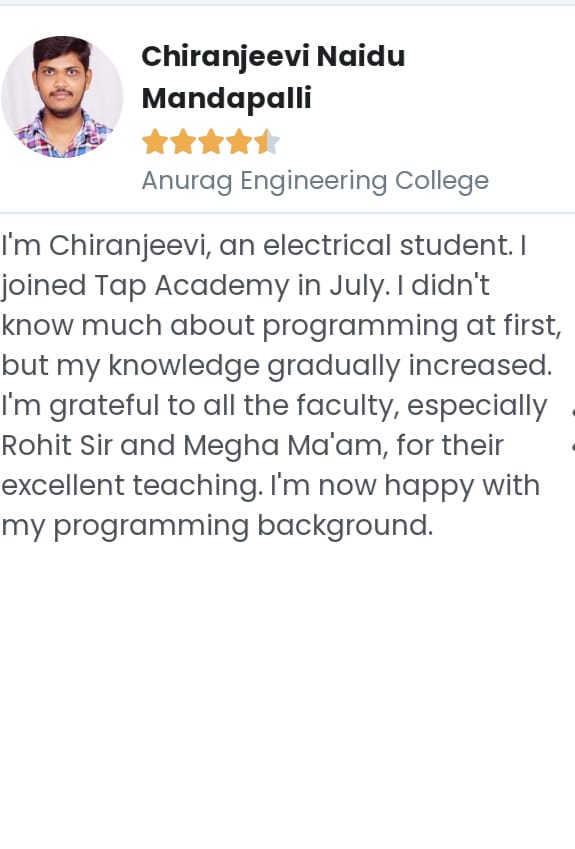 Chiranjeevi Naidu
Mandapalli
Anurag Engineering College
I'm Chiranjeevi, an electrical student. I
joined Tap Academy in July. I didn't
know much about programming at first,
but my knowledge gradually increased.
I'm grateful to all the faculty, especially
Rohit Sir and Megha Ma'am, for their
excellent teaching. I'm now happy with
my programming background.